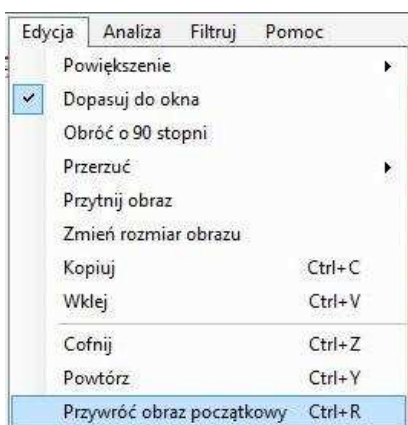 Edycja Analiza Filtruj Pomoc
Powiększenie
Dopasuj do okna
Obróć o 90 stopni
Przerzuć
Przytnij obraz
Zmień rozmiar obrazu
Kopiuj Ctrl+C
Wklej Ctrl+V
Cofnij Ctrl+Z
Powtórz Ctrl+Y
Przywróć obraz początkowy Ctrl+R